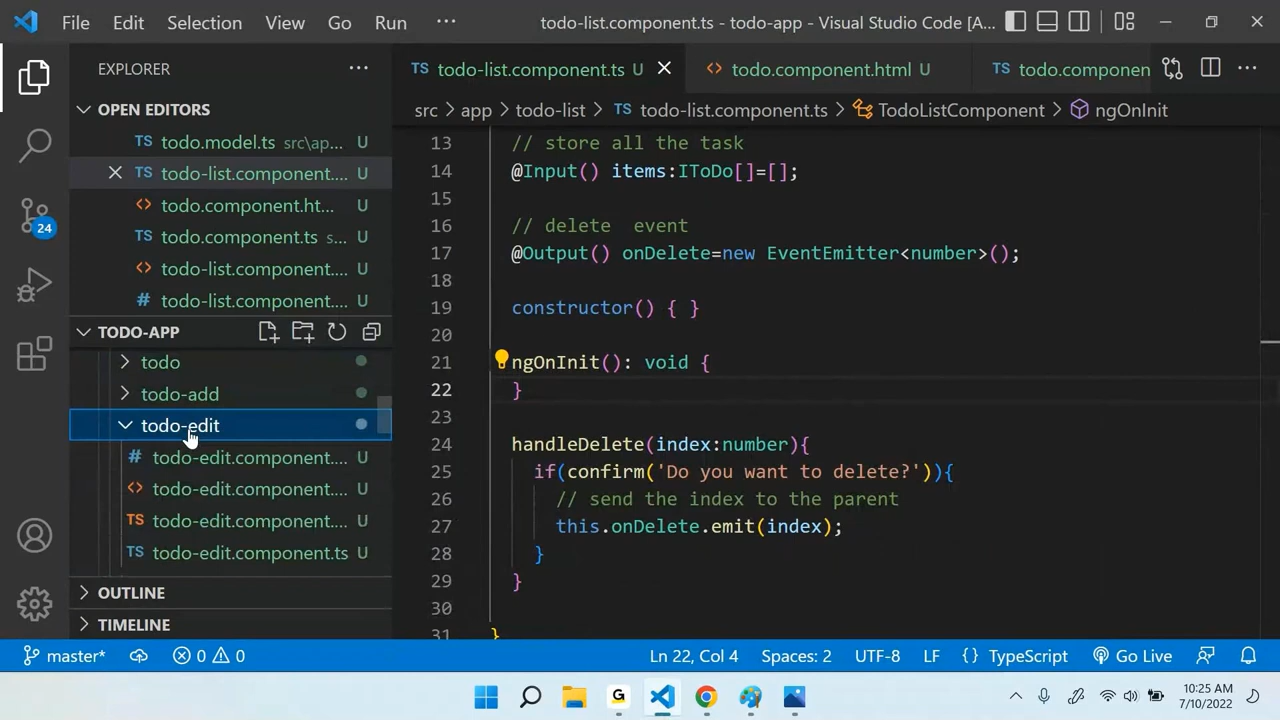 File Edit Selection View Go Run ··· todo-list.component.ts - todo-app - Visual Studio Code [A...
EXPLORER ···
OPEN EDITORS
TS todo.model.ts src\ap... U
TS todo-list.component.... U
<> todo.component.ht... U
TS todo.component.ts s... U
<> todo-list.component.... U
# todo-list.component.... U
TODO-APP
todo
todo-add
todo-edit
# todo-edit.component.... U
<> todo-edit.component.... U
TS todo-edit.component.... U
TS todo-edit.component.ts U
OUTLINE
TIMELINE
24
TS todo-list.component.ts U
<> todo.component.html U
TS todo.componen
src > app > todo-list > TS todo-list.component.ts > TodoListComponent > ngOnInit
13 // store all the task
14 @Input() items:IToDo[]=[];
15
16 // delete  event
17 @Output() onDelete=new EventEmitter<number>();
18
19 constructor() { }
20
21 ngOnInit(): void {
22 }
23
24 handleDelete(index:number){
25 if(confirm('Do you want to delete?')){
26 // send the index to the parent
27 this.onDelete.emit(index);
28 }
29 }
30
31 }
master* 0 0 Ln 22, Col 4 Spaces: 2 UTF-8 LF {} TypeScript Go Live
G
10:25 AM
7/10/2022